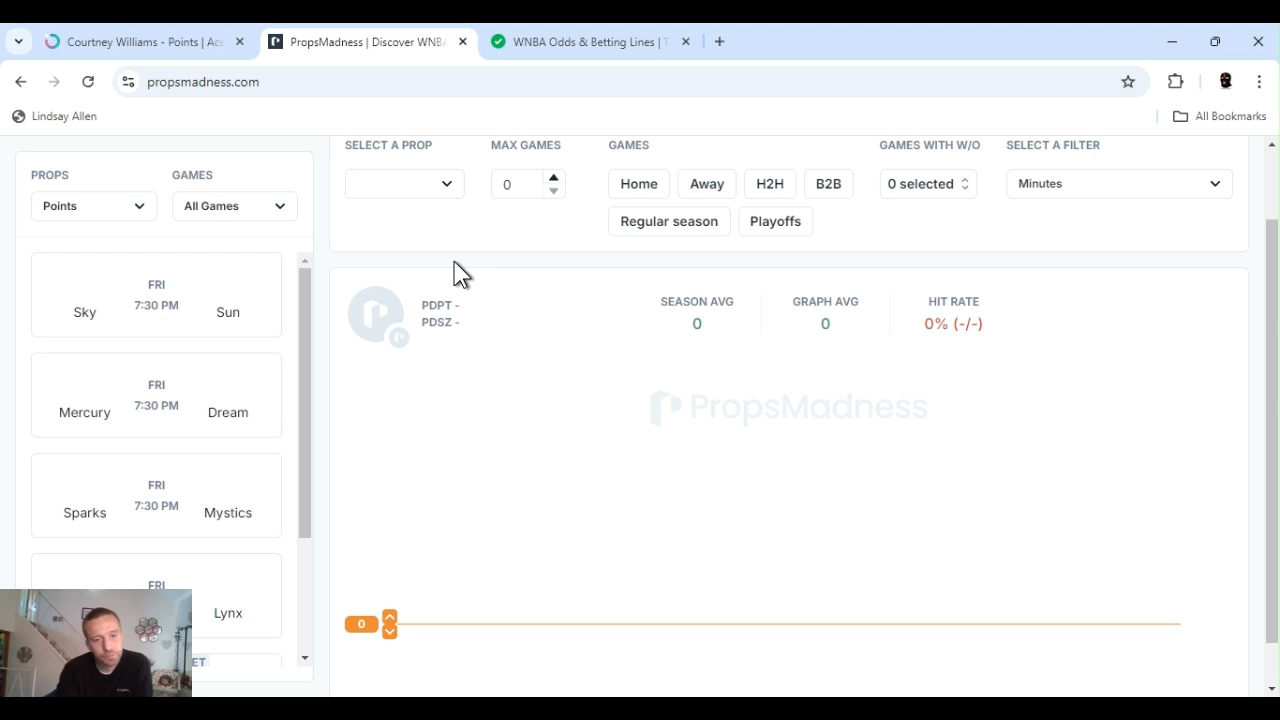 Courtney Williams - Points | Ace
PropsMadness | Discover WNBA
WNBA Odds & Betting Lines | T
propsmadness.com
Lindsay Allen
All Bookmarks
PROPS
GAMES
Points
All Games
SELECT A PROP
MAX GAMES
GAMES
GAMES WITH W/O
SELECT A FILTER
0
Home
Away
H2H
B2B
0 selected
Minutes
Regular season
Playoffs
FRI
Sky
7:30 PM
Sun
FRI
Mercury
7:30 PM
Dream
FRI
Sparks
7:30 PM
Mystics
FRI
Lynx
ET
PDPT -
PDSZ -
SEASON AVG
0
GRAPH AVG
0
HIT RATE
0% (-/-)
PropsMadness
0